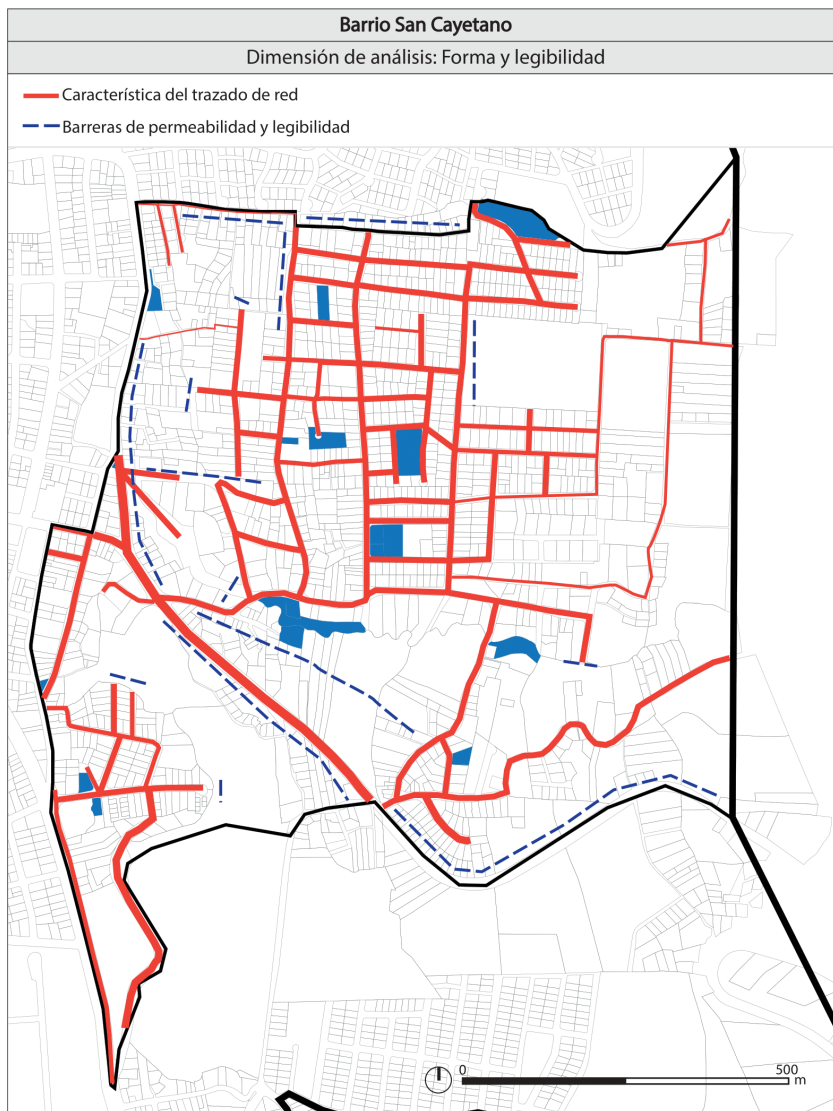 Barrio San Cayetano
Dimensión de análisis: Forma y legibilidad
Característica del trazado de red
Barreras de permeabilidad y legibilidad
0
500
m